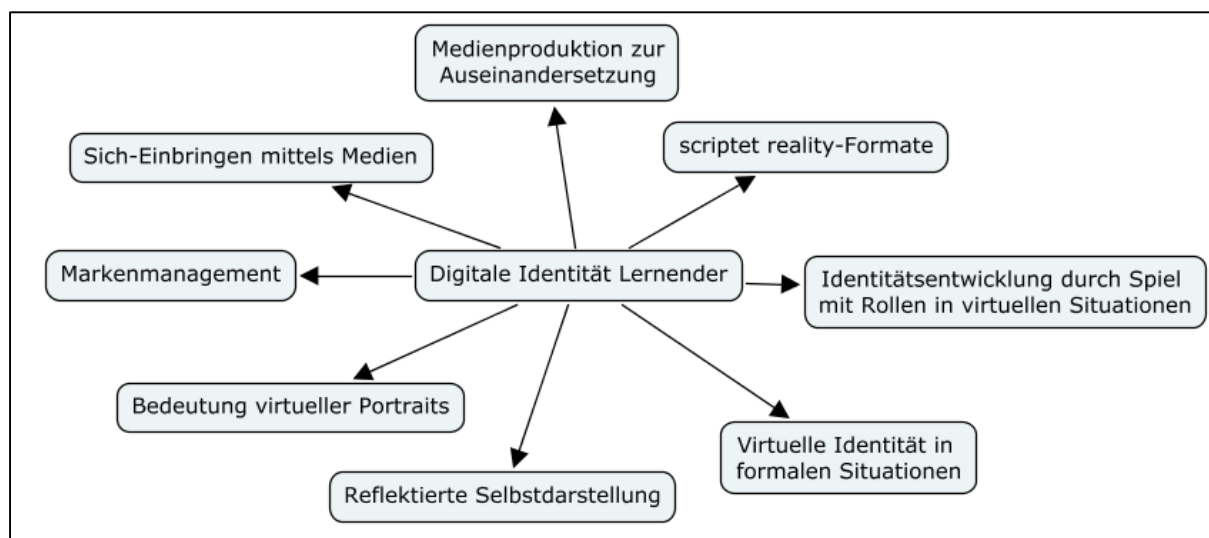 Medienproduktion zur
Auseinandersetzung
Sich-Einbringen mittels Medien
scriptet reality-Formate
Markenmanagement
Digitale Identität Lernender
Identitätsentwicklung durch Spiel
mit Rollen in virtuellen Situationen
Bedeutung virtueller Portraits
Virtuelle Identität in
formalen Situationen
Reflektierte Selbstdarstellung